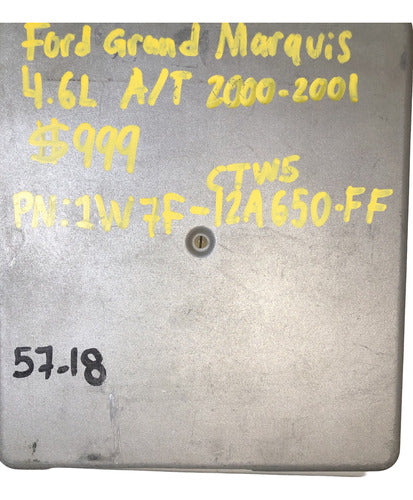 Ford Grand Marquis
4.6L A/T 2000-2001
$999
CTW5
PN:1W7F-12A650-FF
57-18